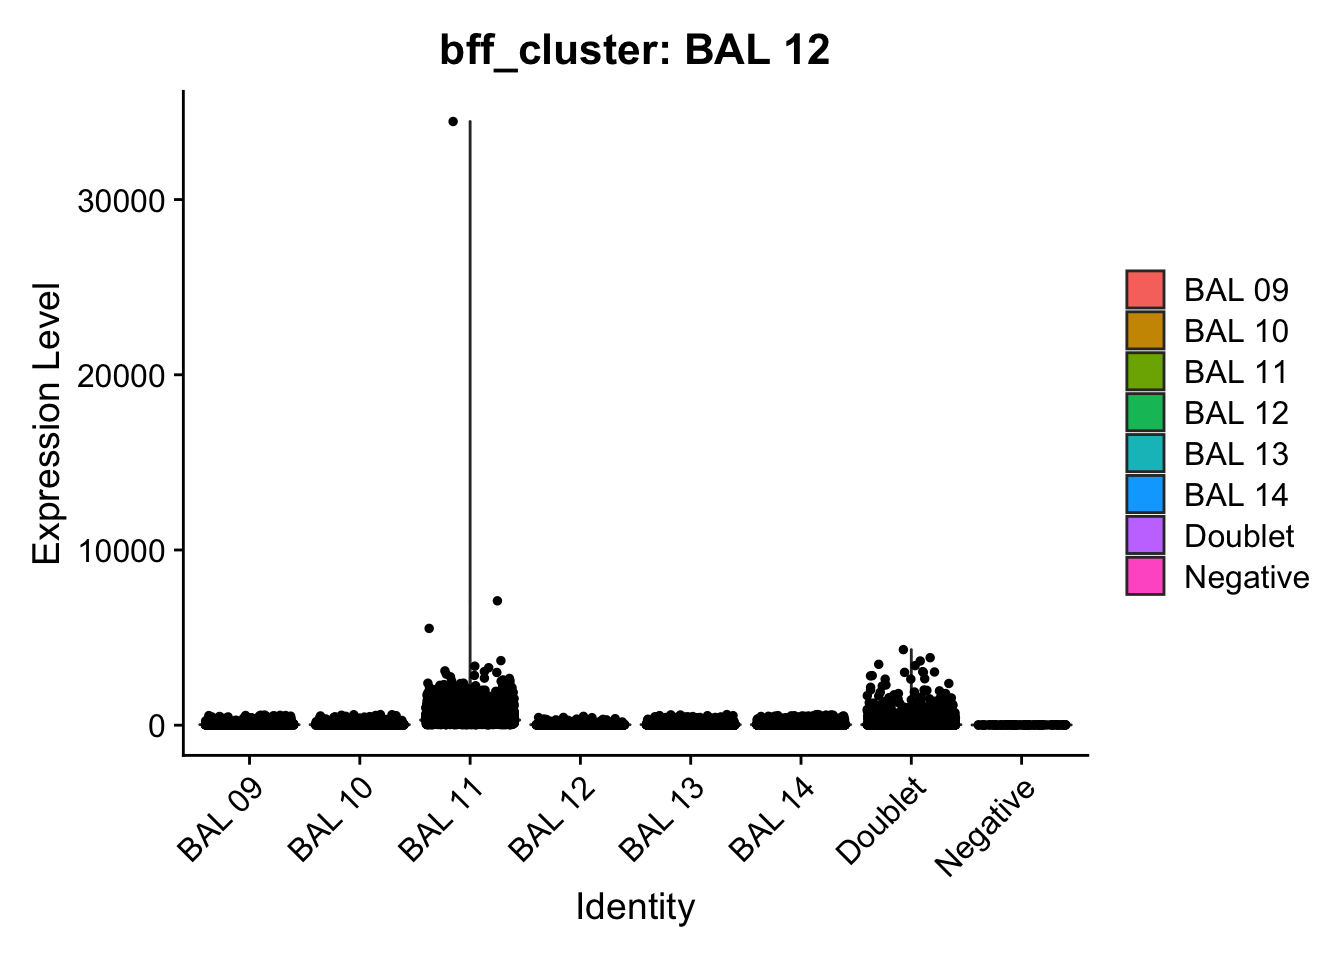 bff_cluster: BAL 12
Expression Level
30000
20000
10000
0
BAL 09
BAL 10
BAL 11
BAL 12
BAL 13
BAL 14
Doublet
Negative
Identity
BAL 09
BAL 10
BAL 11
BAL 12
BAL 13
BAL 14
Doublet
Negative